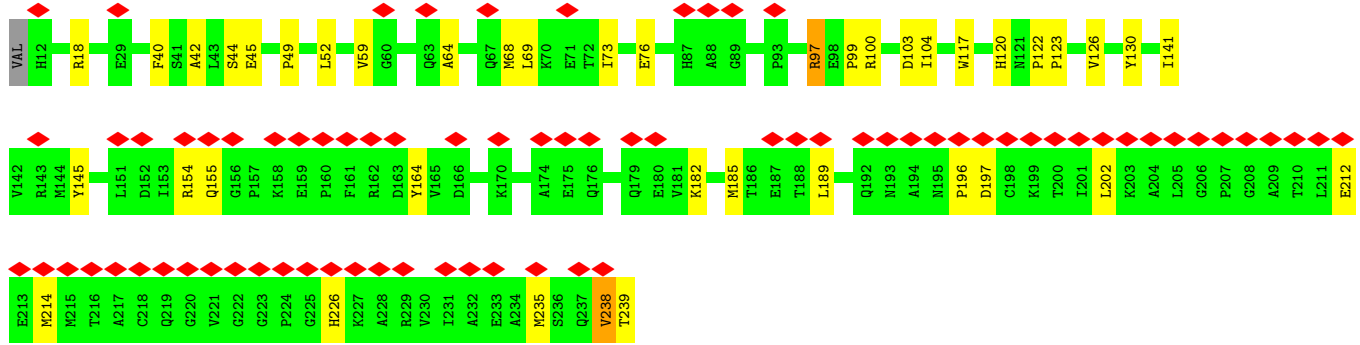 VAL H12 R18 E29 F40 S41 A42 L43 S44 E45 P49 L52 V59 G60 Q63 A64 Q67 M68 L69 K70 E71 T72 I73 E76 H87 A88 G89 P93 R97 E98 P99 R100 D103 I104 W117 H120 N121 P122 P123 V126 Y130 I141
V142 R143 M144 Y145 L151 D152 I153 R154 Q155 G156 P157 K158 E159 P160 F161 R162 D163 Y164 V165 D166 K170 A174 E175 Q176 Q179 E180 V181 K182 M185 T186 E187 T188 L189 Q192 N193 A194 N195 P196 D197 C198 K199 T200 I201 L202 K203 A204 L205 G206 P207 G208 A209 T210 L211 E212
E213 M214 M215 T216 A217 C218 Q219 G220 V221 G222 G223 P224 G225 H226 K227 A228 R229 V230 I231 A232 E233 A234 M235 S236 Q237 V238 T239